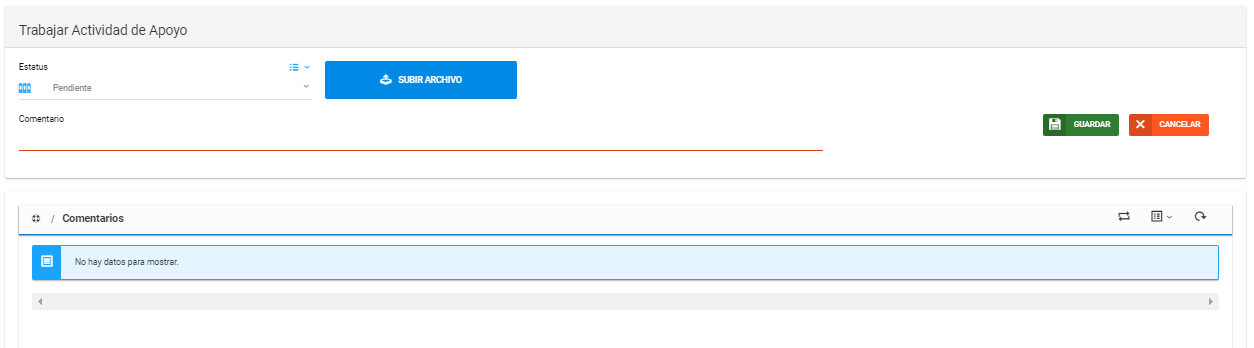 Trabajar Actividad de Apoyo
Estatus
Pendiente
SUBIR ARCHIVO
Comentario
GUARDAR
CANCELAR
/ Comentarios
No hay datos para mostrar.